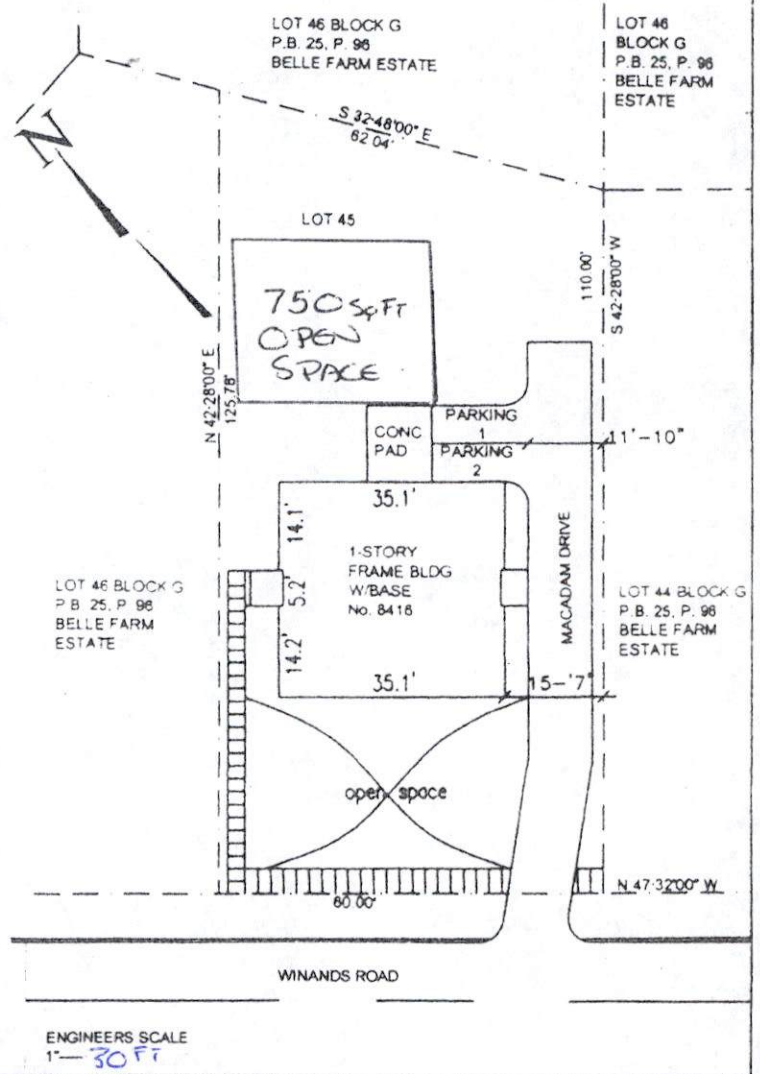 LOT 46 BLOCK G
P.B. 25, P. 96
BELLE FARM ESTATE
LOT 46
BLOCK G
P.B. 25, P. 96
BELLE FARM
ESTATE
N
S 32·48'00" E
62.04'
LOT 45
750 SqFT
OPEN
SPACE
110.00'
S 42·28'00" W
N 42·28'00" E
125.78'
CONC
PAD
PARKING
1
PARKING
2
11'-10"
35.1'
14.1'
5.2'
14.2'
1-STORY
FRAME BLDG
W/BASE
No. 8416
MACADAM DRIVE
LOT 46 BLOCK G
P.B. 25, P. 96
BELLE FARM
ESTATE
LOT 44 BLOCK G
P.B. 25, P. 96
BELLE FARM
ESTATE
35.1'
15-'7"
open space
N 47·32'00" W
60.00'
WINANDS ROAD
ENGINEERS SCALE
1"— 30 FT